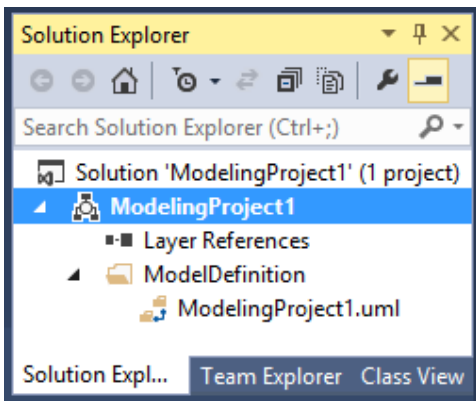 Solution Explorer
Search Solution Explorer (Ctrl+;)
Solution 'ModelingProject1' (1 project)
ModelingProject1
Layer References
ModelDefinition
ModelingProject1.uml
Solution Expl... Team Explorer Class View